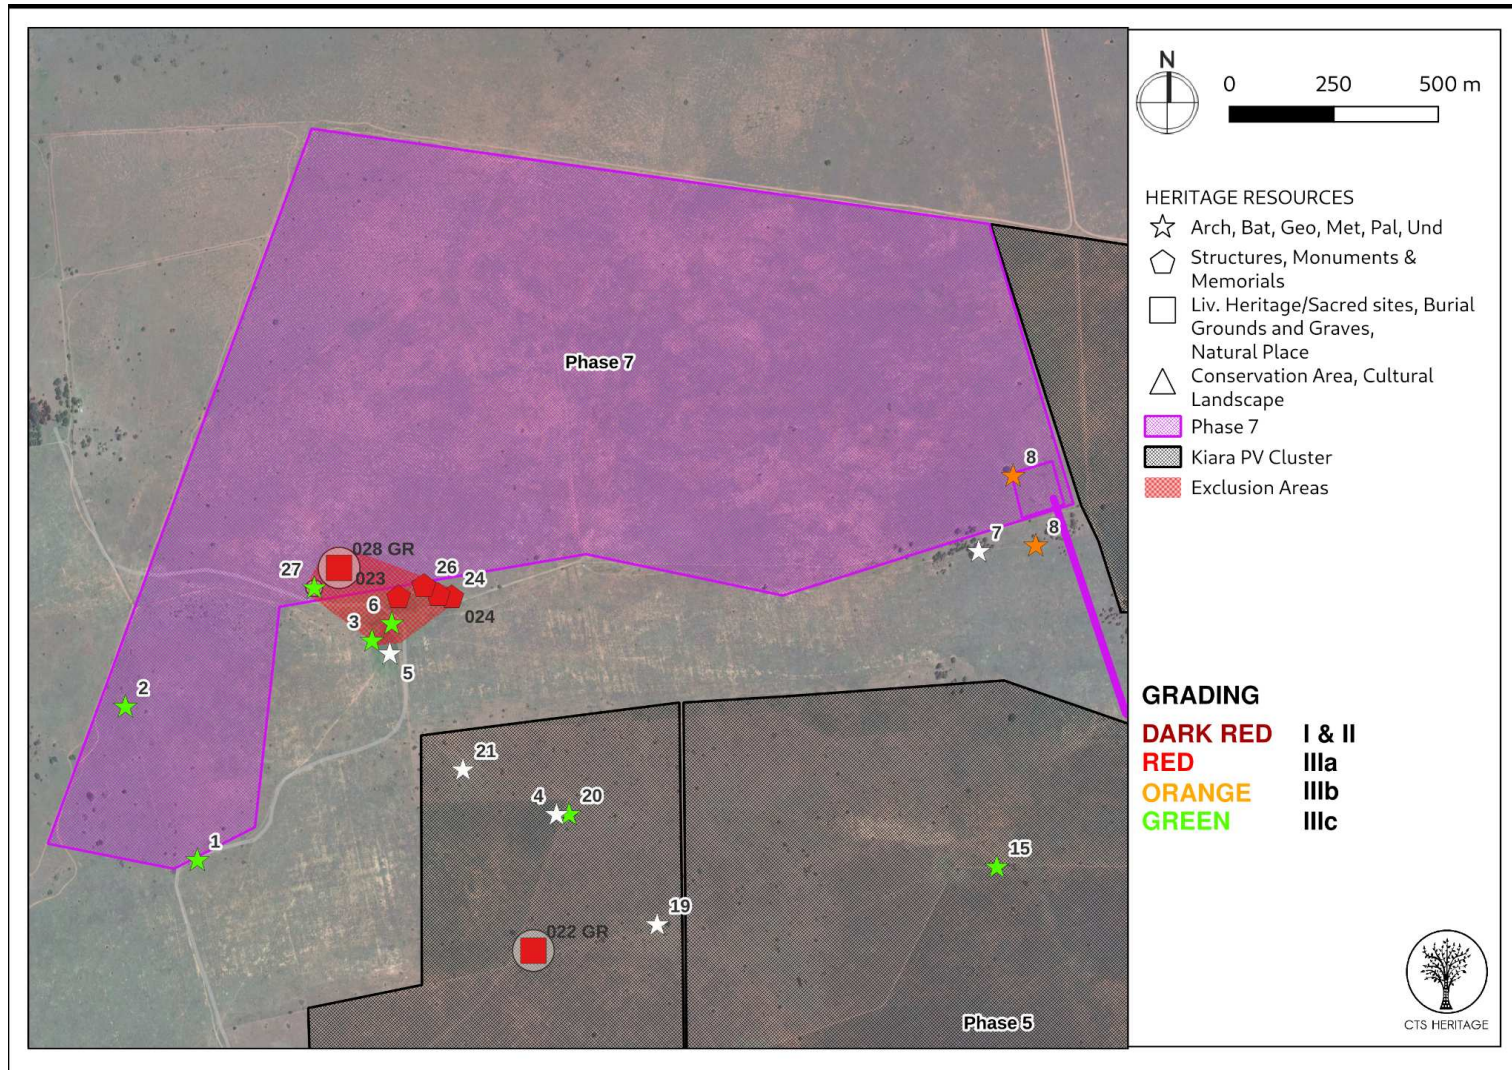 Phase 7
8
7
8
028 GR
27
023
26
24
6
024
3
5
2
21
4
20
1
15
19
022 GR
Phase 5
N
0 250 500 m
HERITAGE RESOURCES
Arch, Bat, Geo, Met, Pal, Und
Structures, Monuments &
Memorials
Liv. Heritage/Sacred sites, Burial
Grounds and Graves,
Natural Place
Conservation Area, Cultural
Landscape
Phase 7
Kiara PV Cluster
Exclusion Areas
GRADING
DARK RED I & II
RED IIIa
ORANGE IIIb
GREEN IIIc
CTS HERITAGE